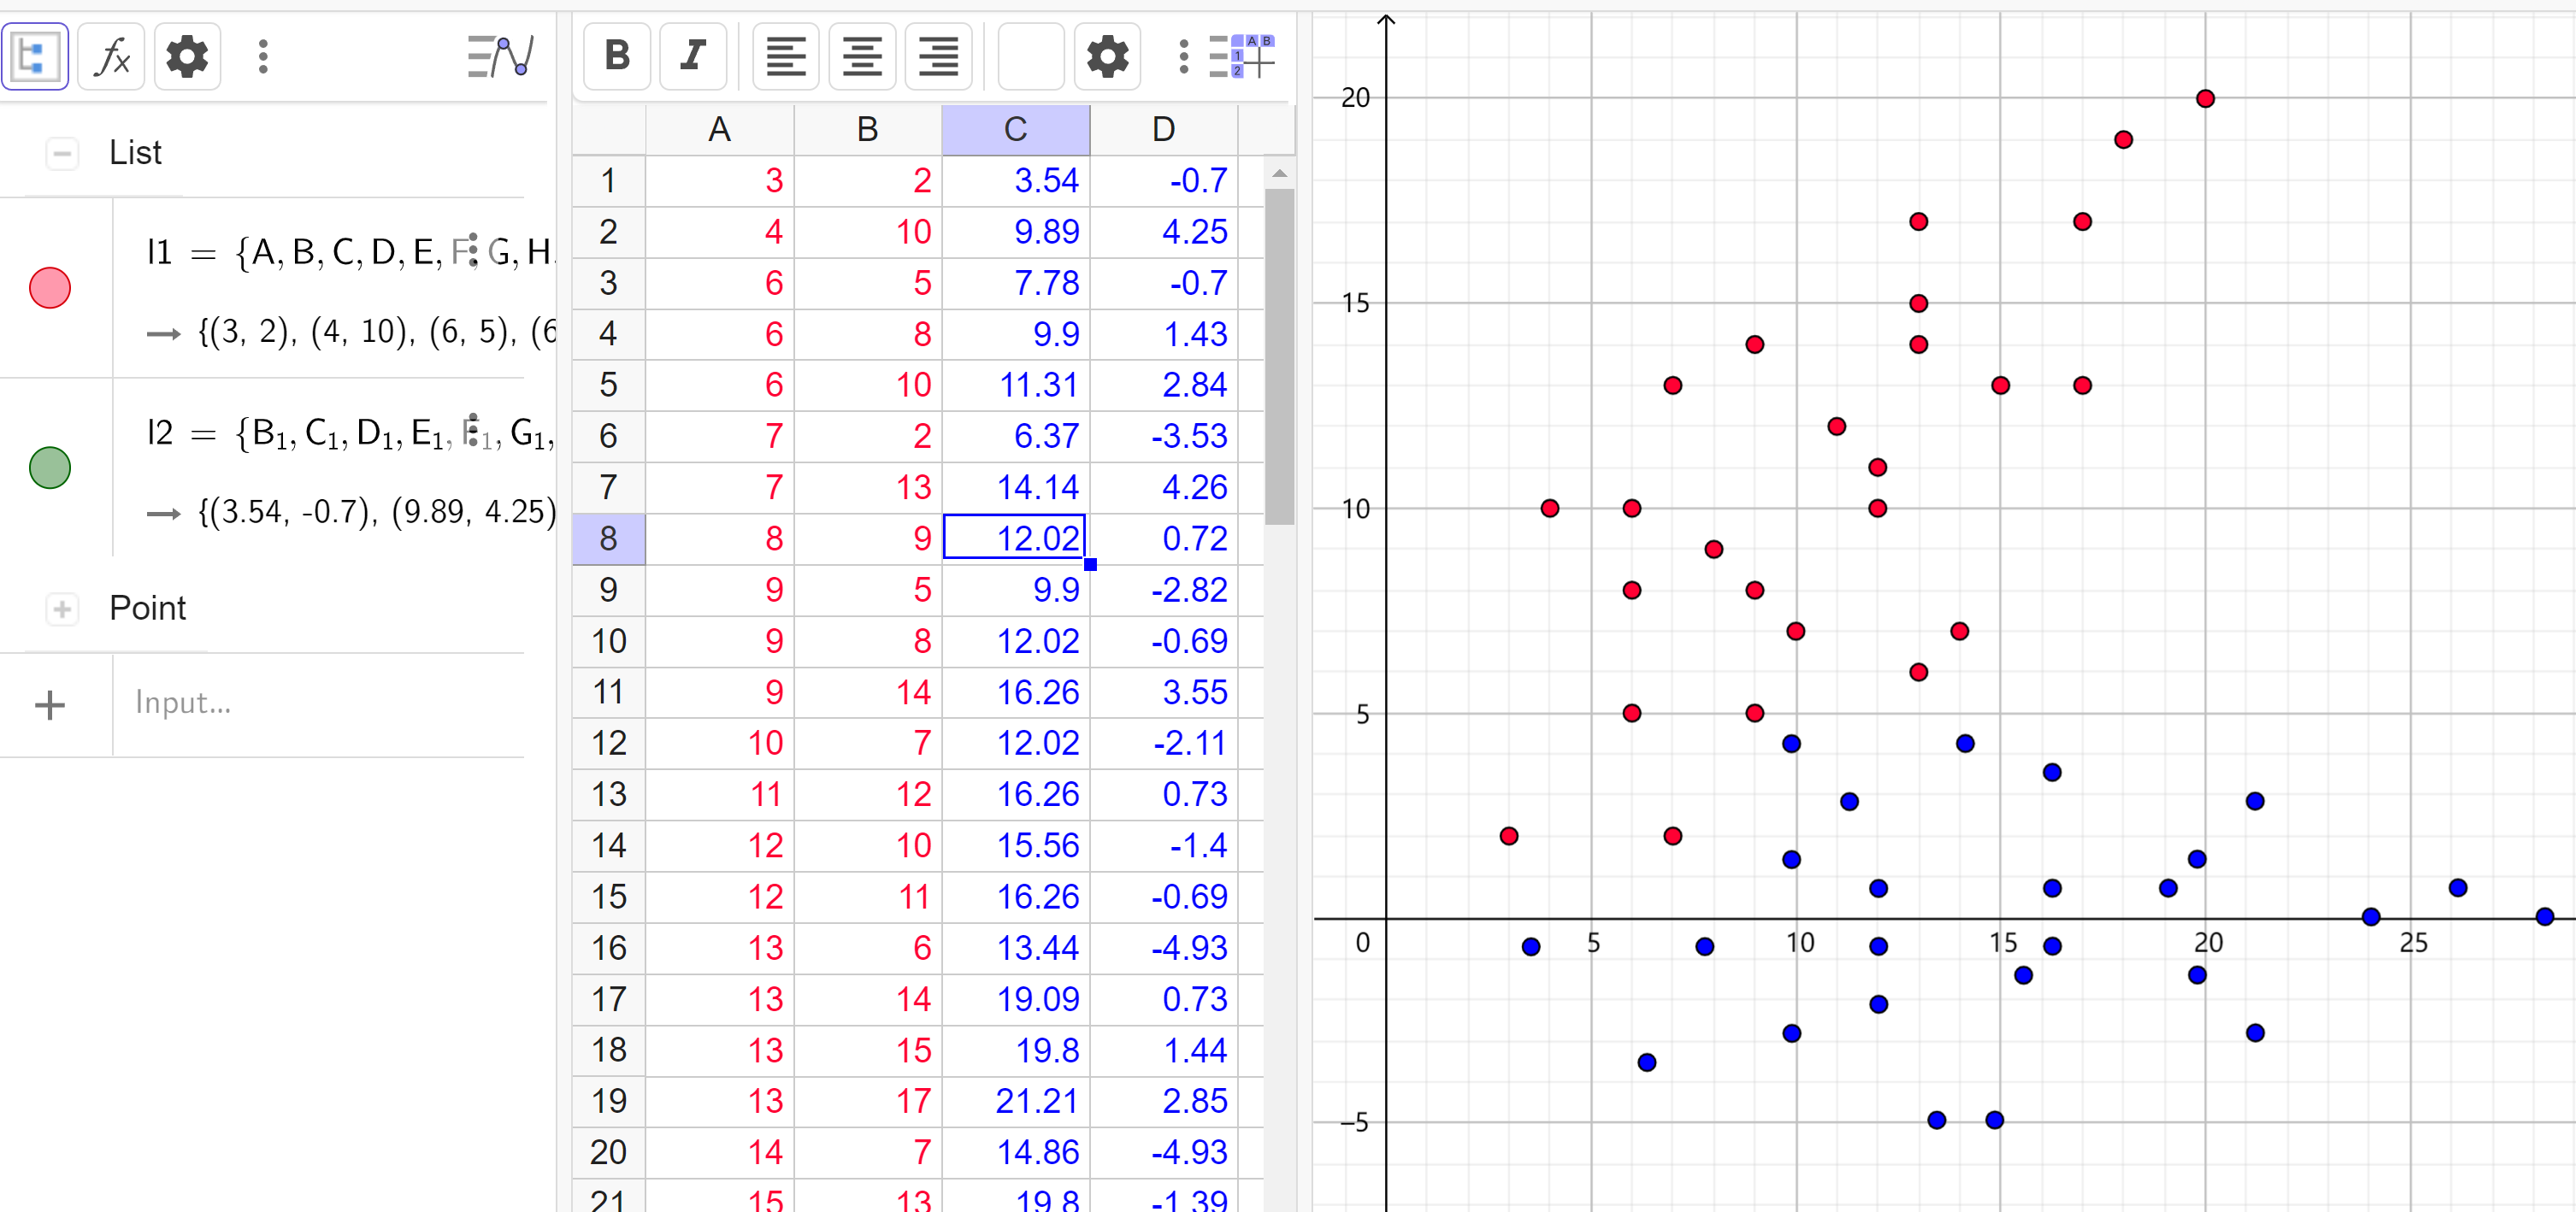 fx
B I
A B
1
2
List
l1 = {A, B, C, D, E, F, G, H,
→ {(3, 2), (4, 10), (6, 5), (6
l2 = {B₁, C₁, D₁, E₁, F₁, G₁,
→ {(3.54, -0.7), (9.89, 4.25)
Point
+ Input...
A B C D
1 3 2 3.54 -0.7
2 4 10 9.89 4.25
3 6 5 7.78 -0.7
4 6 8 9.9 1.43
5 6 10 11.31 2.84
6 7 2 6.37 -3.53
7 7 13 14.14 4.26
8 8 9 12.02 0.72
9 9 5 9.9 -2.82
10 9 8 12.02 -0.69
11 9 14 16.26 3.55
12 10 7 12.02 -2.11
13 11 12 16.26 0.73
14 12 10 15.56 -1.4
15 12 11 16.26 -0.69
16 13 6 13.44 -4.93
17 13 14 19.09 0.73
18 13 15 19.8 1.44
19 13 17 21.21 2.85
20 14 7 14.86 -4.93
21 15 13 19.8 -1.39
20
15
10
5
0 5 10 15 20 25
–5